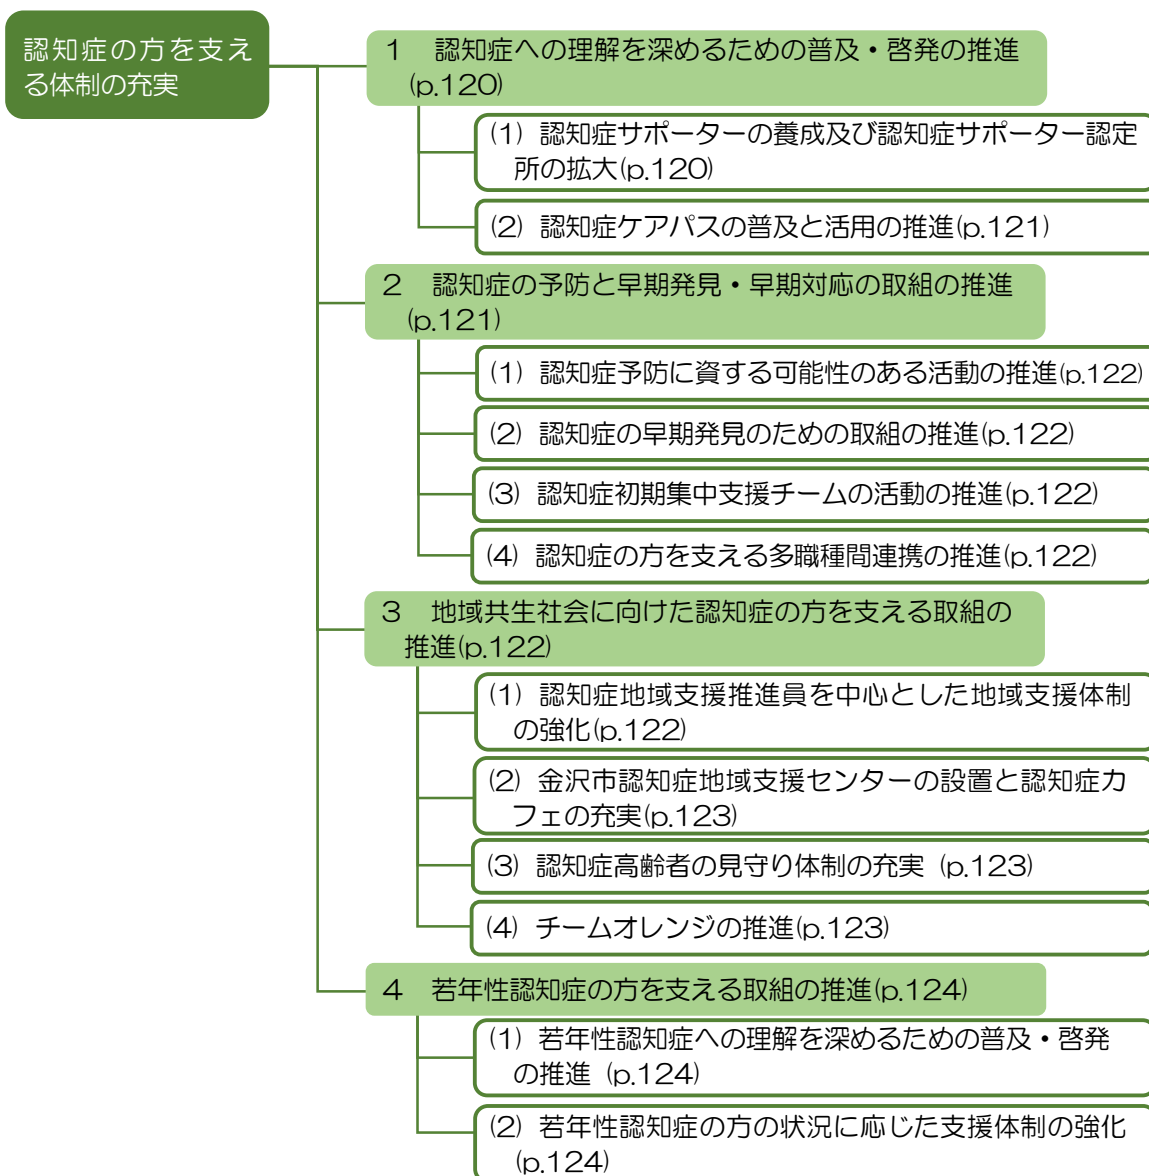 認知症の方を支え
る体制の充実
１　認知症への理解を深めるための普及・啓発の推進
(p.120)
(1) 認知症サポーターの養成及び認知症サポーター認定
所の拡大(p.120)
(2) 認知症ケアパスの普及と活用の推進(p.121)
２　認知症の予防と早期発見・早期対応の取組の推進
(p.121)
(1) 認知症予防に資する可能性のある活動の推進(p.122)
(2) 認知症の早期発見のための取組の推進(p.122)
(3) 認知症初期集中支援チームの活動の推進(p.122)
(4) 認知症の方を支える多職種間連携の推進(p.122)
３　地域共生社会に向けた認知症の方を支える取組の
推進(p.122)
(1) 認知症地域支援推進員を中心とした地域支援体制
の強化(p.122)
(2) 金沢市認知症地域支援センターの設置と認知症カ
フェの充実(p.123)
(3) 認知症高齢者の見守り体制の充実 (p.123)
(4) チームオレンジの推進(p.123)
４　若年性認知症の方を支える取組の推進(p.124)
(1) 若年性認知症への理解を深めるための普及・啓発
の推進 (p.124)
(2) 若年性認知症の方の状況に応じた支援体制の強化
(p.124)